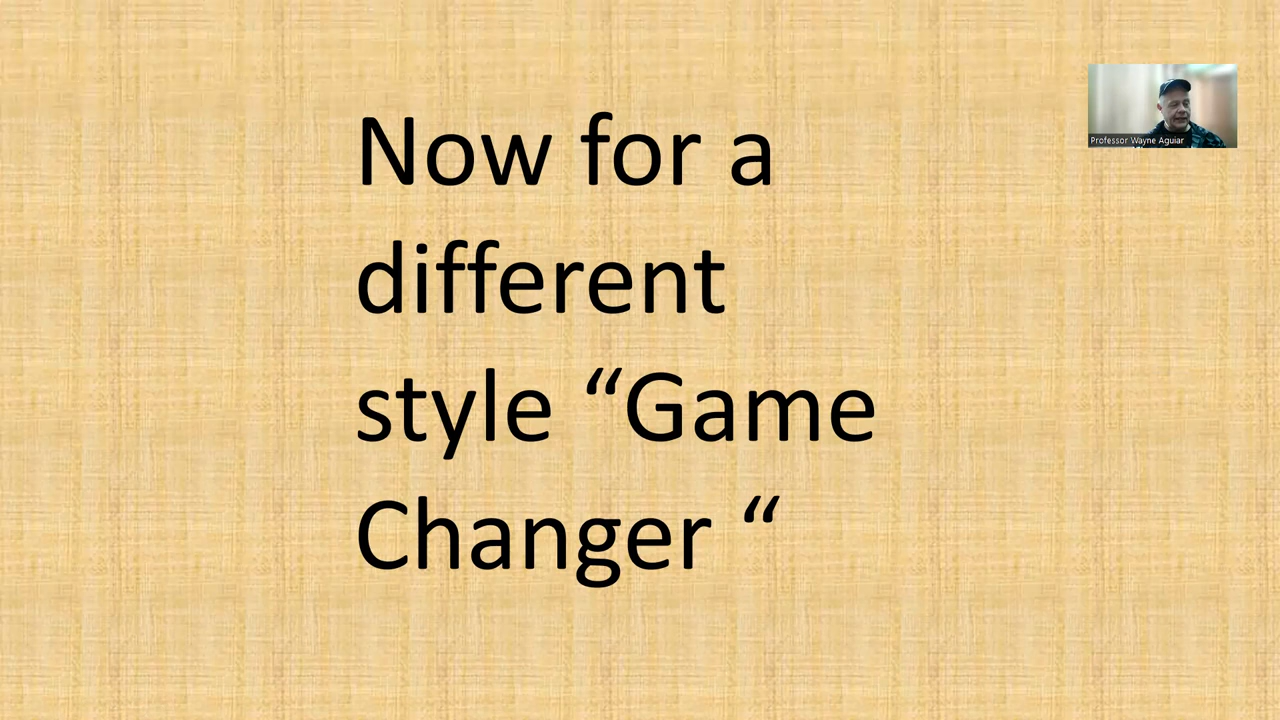 Now for a
different
style “Game
Changer “
Professor Wayne Aguiar